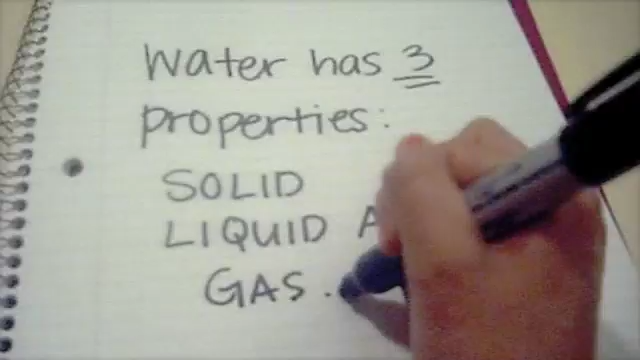 Water has 3
properties:
SOLID
LIQUID
GAS.